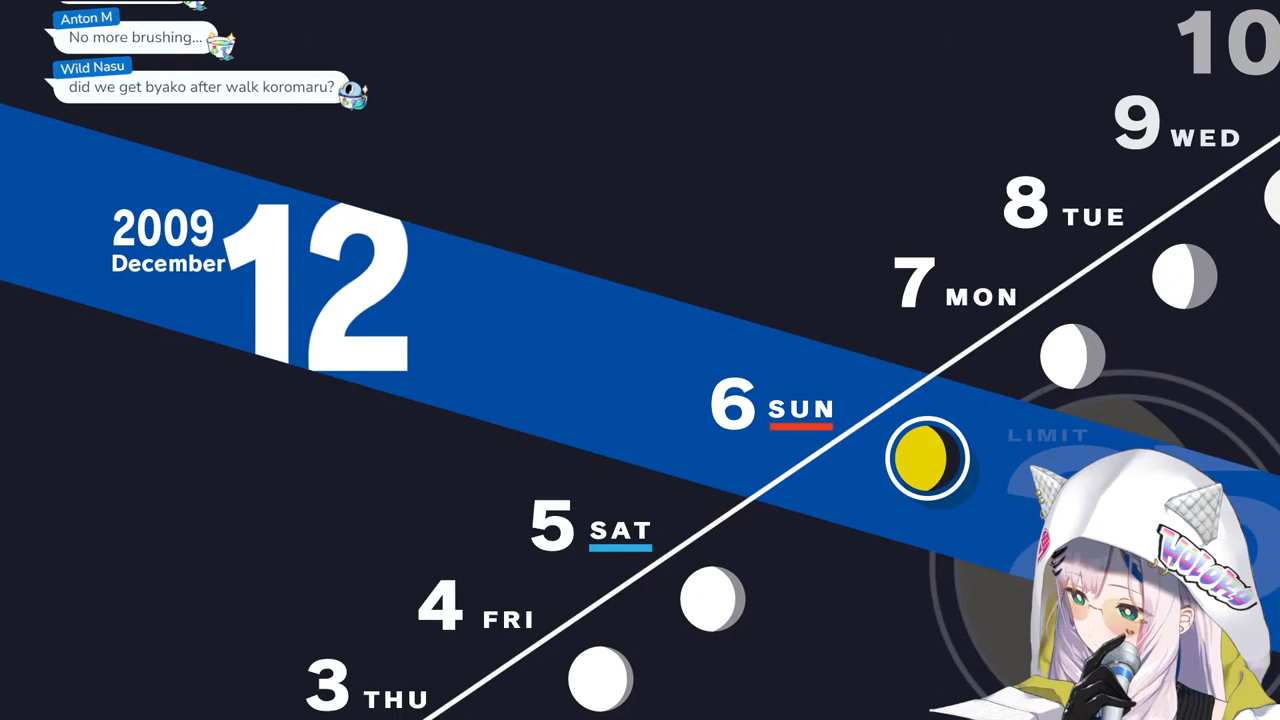 Anton M
No more brushing...
Wild Nasu
did we get byako after walk koromaru?
10
9 WED
8 TUE
7 MON
2009
December
12
6 SUN
LIMIT
5 SAT
4 FRI
3 THU